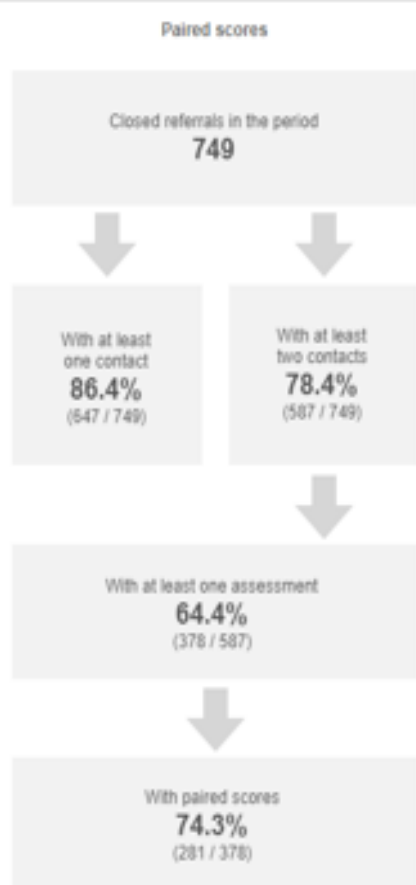 Paired scores
Closed referrals in the period
749
With at least
one contact
86.4%
(647 / 749)
With at least
two contacts
78.4%
(587 / 749)
With at least one assessment
64.4%
(378 / 587)
With paired scores
74.3%
(281 / 378)